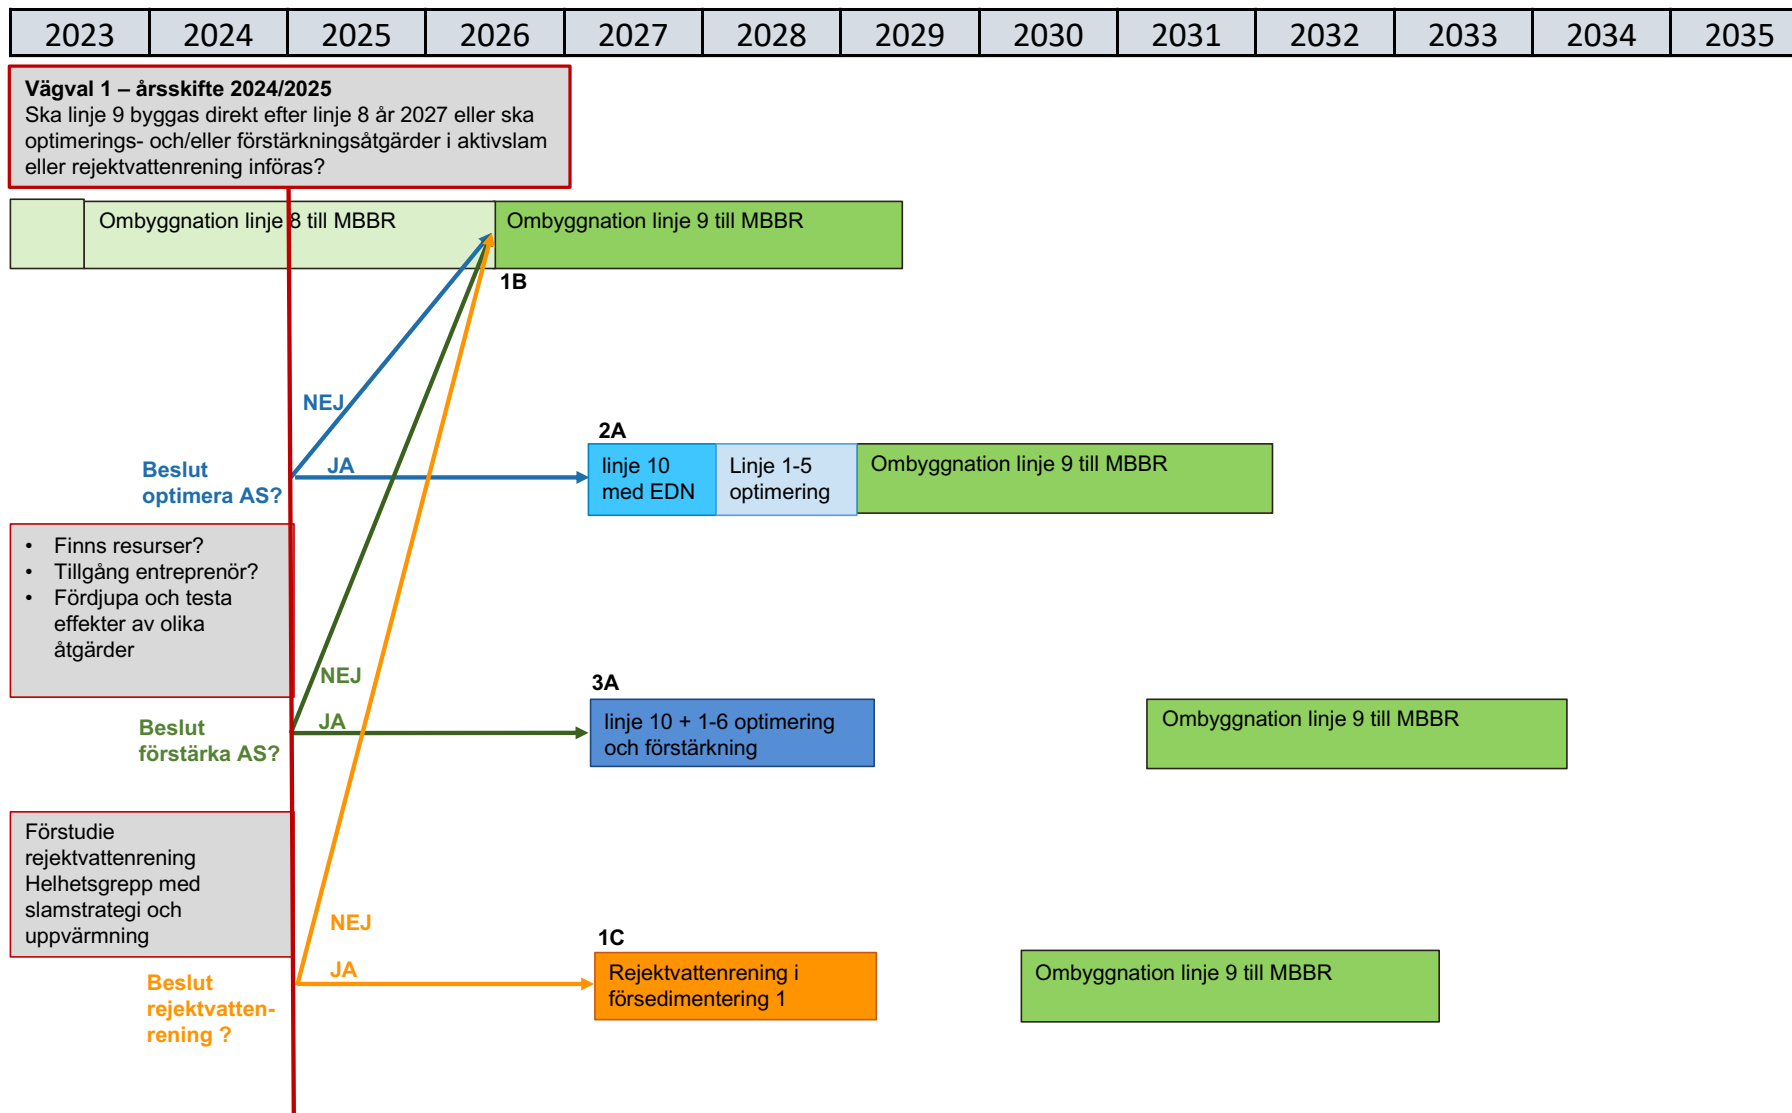 2023 2024 2025 2026 2027 2028 2029 2030 2031 2032 2033 2034 2035
Vägval 1 – årsskifte 2024/2025
Ska linje 9 byggas direkt efter linje 8 år 2027 eller ska
optimerings- och/eller förstärkningsåtgärder i aktivslam
eller rejektvattenrening införas?
Ombyggnation linje 8 till MBBR
Ombyggnation linje 9 till MBBR
1B
NEJ
Beslut
optimera AS?
JA
2A
linje 10
med EDN
Linje 1-5
optimering
Ombyggnation linje 9 till MBBR
• Finns resurser?
• Tillgång entreprenör?
• Fördjupa och testa
effekter av olika
åtgärder
NEJ
Beslut
förstärka AS?
JA
3A
linje 10 + 1-6 optimering
och förstärkning
Ombyggnation linje 9 till MBBR
Förstudie
rejektvattenrening
Helhetsgrepp med
slamstrategi och
uppvärmning
NEJ
JA
Beslut
rejektvatten-
rening ?
1C
Rejektvattenrening i
försedimentering 1
Ombyggnation linje 9 till MBBR